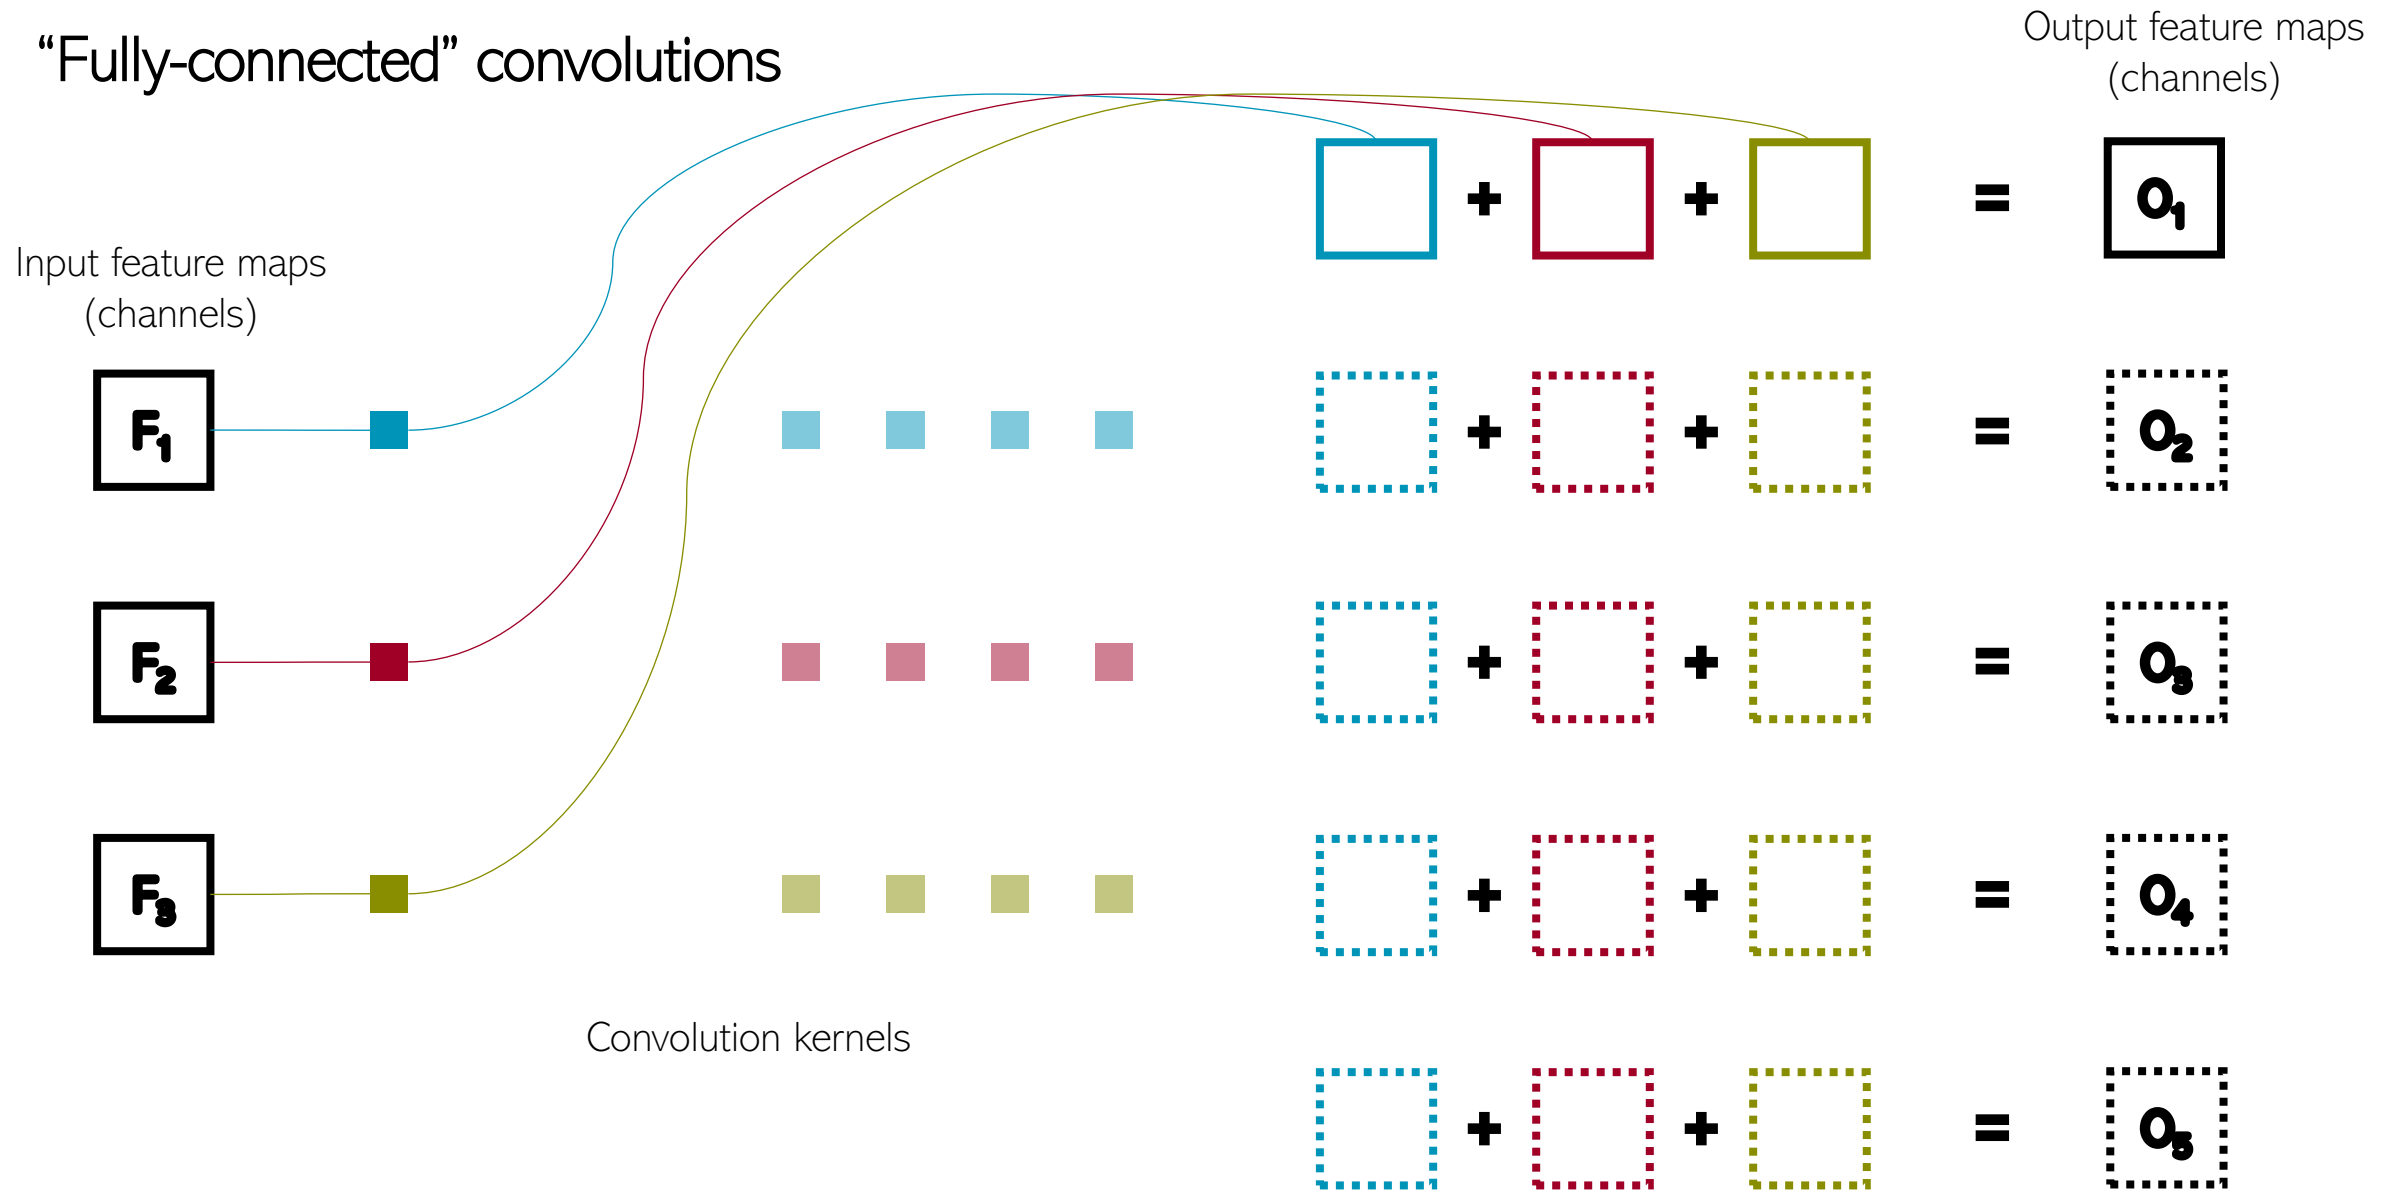 “Fully-connected” convolutions
Output feature maps
(channels)
+ + = O1
Input feature maps
(channels)
F1 + + = O2
F2 + + = O3
F3 + + = O4
Convolution kernels
+ + = O5